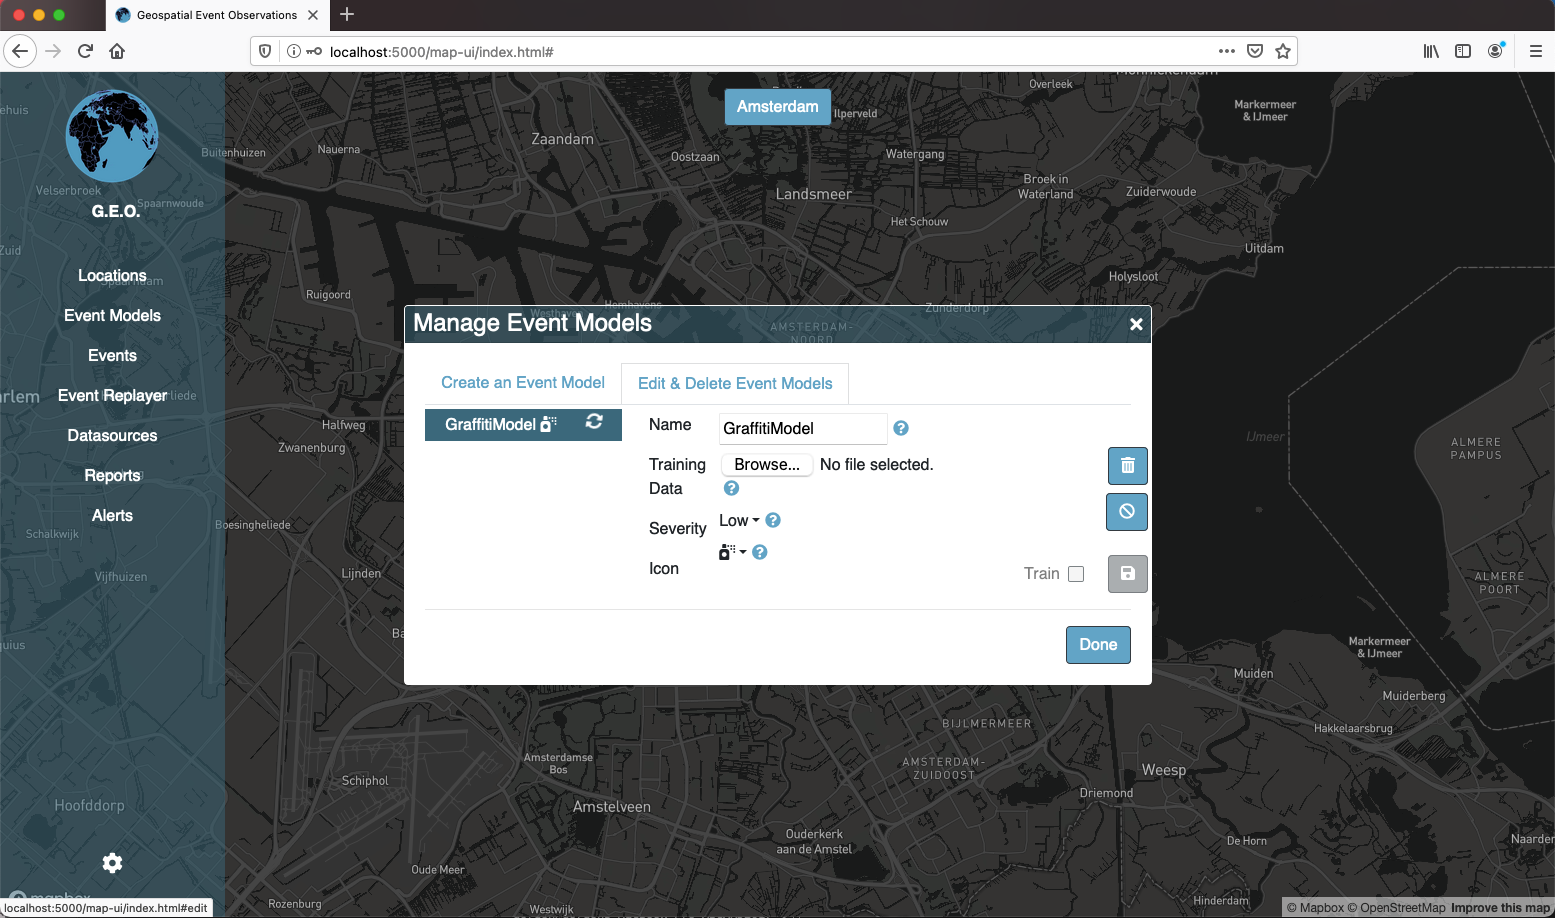 Geospatial Event Observations
localhost:5000/map-ui/index.html#
G.E.O.
Locations
Event Models
Events
Event Replayer
Datasources
Reports
Alerts
Amsterdam
Manage Event Models
Create an Event Model
Edit & Delete Event Models
GraffitiModel
Name
GraffitiModel
Training
Data
Browse...
No file selected.
Severity
Low
Icon
Train
Done
Overleek
Markermeer
& IJmeer
Ilperveld
Zaandam
Buitenhuizen
Nauerna
Oostzaan
Watergang
Landsmeer
Broek in
Waterland
Zuiderwoude
Velserbroek
Spaarnwoude
Het Schouw
Zuid
Uitdam
Holysloot
Spaarndam
Ruigoord
Zunderdorp
AMSTERDAM-
NOORD
Halfweg
Zwanenburg
IJmeer
ALMERE
PAMPUS
Schalkwijk
Boesingheliede
Vijfhuizen
Lijnden
ALMERE
POORT
Markermeer
& IJmeer
Muiden
Muiderberg
BIJLMERMEER
Hakkelaarsbrug
Amsterdamse
Bos
AMSTERDAM-
ZUIDOOST
Weesp
Schiphol
Driemond
Hoofddorp
Amstelveen
Ouderkerk
aan de Amstel
De Horn
Naarden
Oude Meer
mapbox
Rozenburg
Westwijk
Hinderdam
localhost:5000/map-ui/index.html#edit
© Mapbox © OpenStreetMap Improve this map